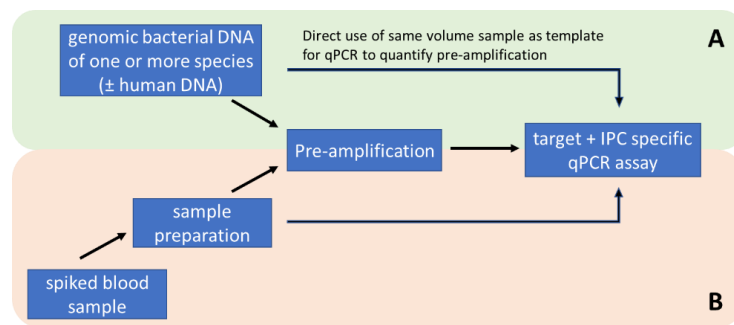 genomic bacterial DNA
of one or more species
(± human DNA)
Direct use of same volume sample as template
for qPCR to quantify pre-amplification
A
Pre-amplification
target + IPC specific
qPCR assay
sample
preparation
spiked blood
sample
B